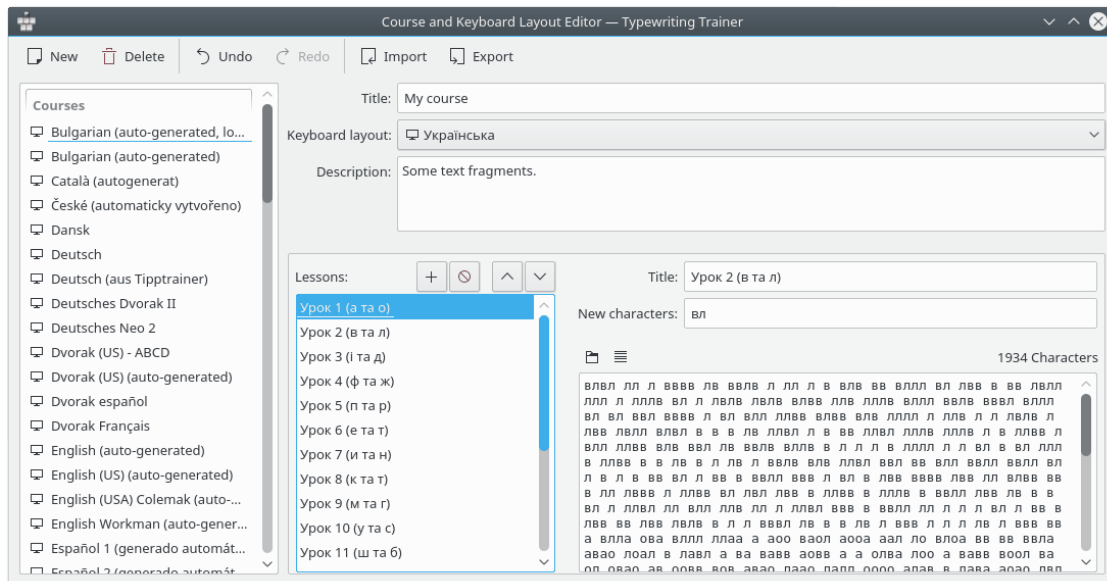 Course and Keyboard Layout Editor — Typewriting Trainer
New Delete Undo Redo Import Export
Courses
Bulgarian (auto-generated, lo...
Bulgarian (auto-generated)
Català (autogenerat)
České (automaticky vytvořeno)
Dansk
Deutsch
Deutsch (aus Tipptrainer)
Deutsches Dvorak II
Deutsches Neo 2
Dvorak (US) - ABCD
Dvorak (US) (auto-generated)
Dvorak español
Dvorak Français
English (auto-generated)
English (US) (auto-generated)
English (USA) Colemak (auto-...
English Workman (auto-gener...
Español 1 (generado automát...
Español 2 (generado automát...
Title: My course
Keyboard layout: Українська
Description: Some text fragments.
Lessons:
Урок 1 (а та о)
Урок 2 (в та л)
Урок 3 (і та д)
Урок 4 (ф та ж)
Урок 5 (п та р)
Урок 6 (е та т)
Урок 7 (и та н)
Урок 8 (к та т)
Урок 9 (м та г)
Урок 10 (у та с)
Урок 11 (ш та б)
Title: Урок 2 (в та л)
New characters: вл
1934 Characters
влвл лл л вввв лв ввлв л лл л в влв вв вллл вл лвв в вв лвлл
ллл л лллв вл л лвлв лвлв влвв ллв лллв вллл ввлв вввл вллл
вл вл ввл вввв л вл влл ллвв влвв влв лллл л ллв л л лвлв л
лвв лвлл влвл в в в лв ллвл л в вв ллвл лллв лллв л в ллвв л
влл ллвв влв ввл лв ввлв вллв в л л л в лллл л л вл в вл ллл
в ллвв в в лв в л лв л ввлв влв ллвл ввл вв влл ввлл ввлл вл
л в л в вв вл л вв в ввлл ввв л вл в лвв вввв лвв лл влвв вв
в лл лввв л ллвв вл лвл лвв в ллвв в лллв в ввлл лвв лв в в
вл л ллвл лл влл ллв лл л ллвл ввв в ввлл лл л л л вл л вв в
лвв вв лвв лвлв в л л вввл лв в в лв л ввв л л л лв л ввв вв
а влла ова влл ллаа а аоо ваол аооа аал ло влоа вв вв ввла
авао лоал в лавл а ва вавв аовв а а олва лоо а вавв воол ва